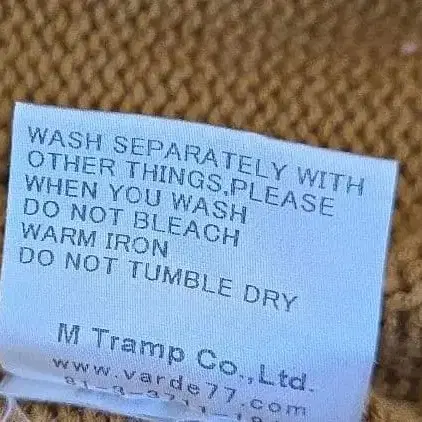 WASH SEPARATELY WITH
OTHER THINGS,PLEASE
WHEN YOU WASH
DO NOT BLEACH
WARM IRON
DO NOT TUMBLE DRY
M Tramp Co.,Ltd.
www.varde77.com